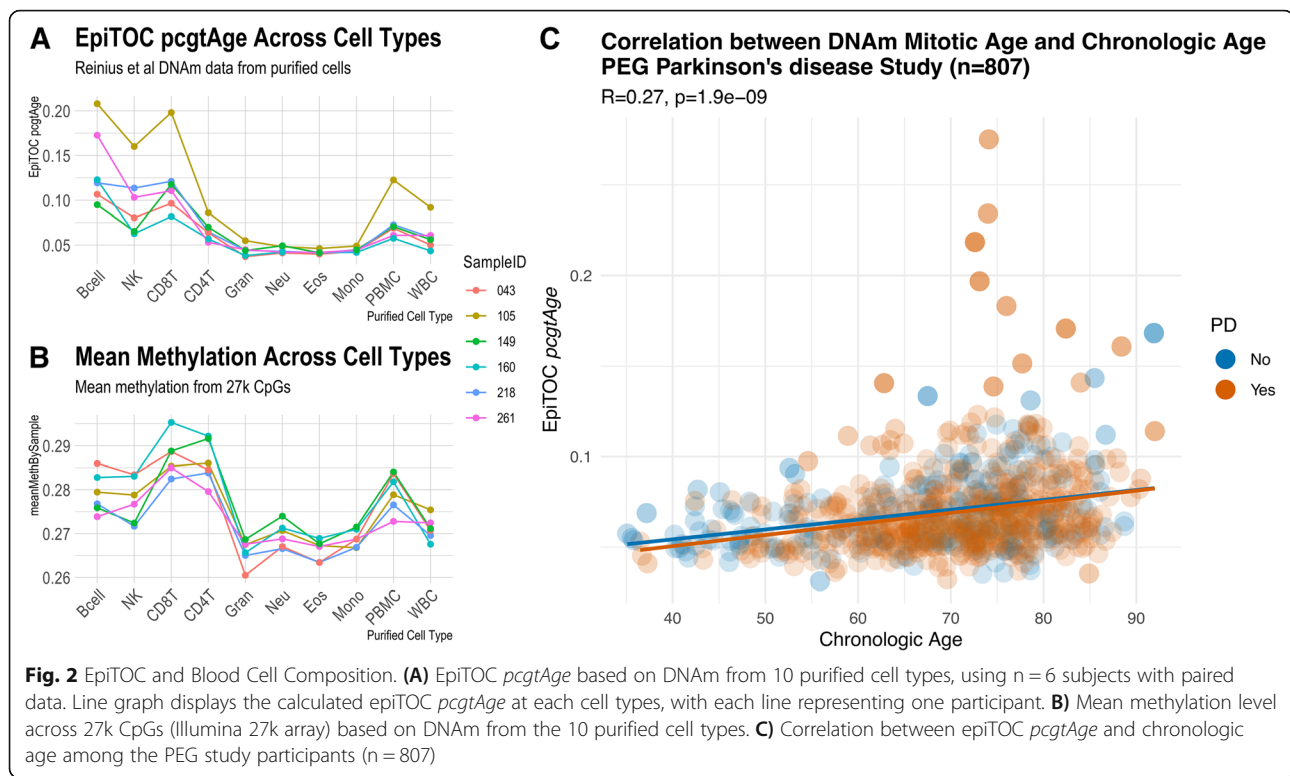 A EpiTOC pcgtAge Across Cell Types
Reinius et al DNAm data from purified cells
EpiTOC pcgtAge
0.20
0.15
0.10
0.05
Bcell NK CD8T CD4T Gran Neu Eos Mono PBMC WBC
Purified Cell Type
SampleID
043
105
149
160
218
261
B Mean Methylation Across Cell Types
Mean methylation from 27k CpGs
meanMethBySample
0.29
0.28
0.27
0.26
Bcell NK CD8T CD4T Gran Neu Eos Mono PBMC WBC
Purified Cell Type
C Correlation between DNAm Mitotic Age and Chronologic Age
PEG Parkinson's disease Study (n=807)
R=0.27, p=1.9e−09
EpiTOC pcgtAge
0.2
0.1
40 50 60 70 80 90
Chronologic Age
PD
No
Yes
Fig. 2 EpiTOC and Blood Cell Composition. (A) EpiTOC pcgtAge based on DNAm from 10 purified cell types, using n = 6 subjects with paired
data. Line graph displays the calculated epiTOC pcgtAge at each cell types, with each line representing one participant. B) Mean methylation level
across 27k CpGs (Illumina 27k array) based on DNAm from the 10 purified cell types. C) Correlation between epiTOC pcgtAge and chronologic
age among the PEG study participants (n = 807)